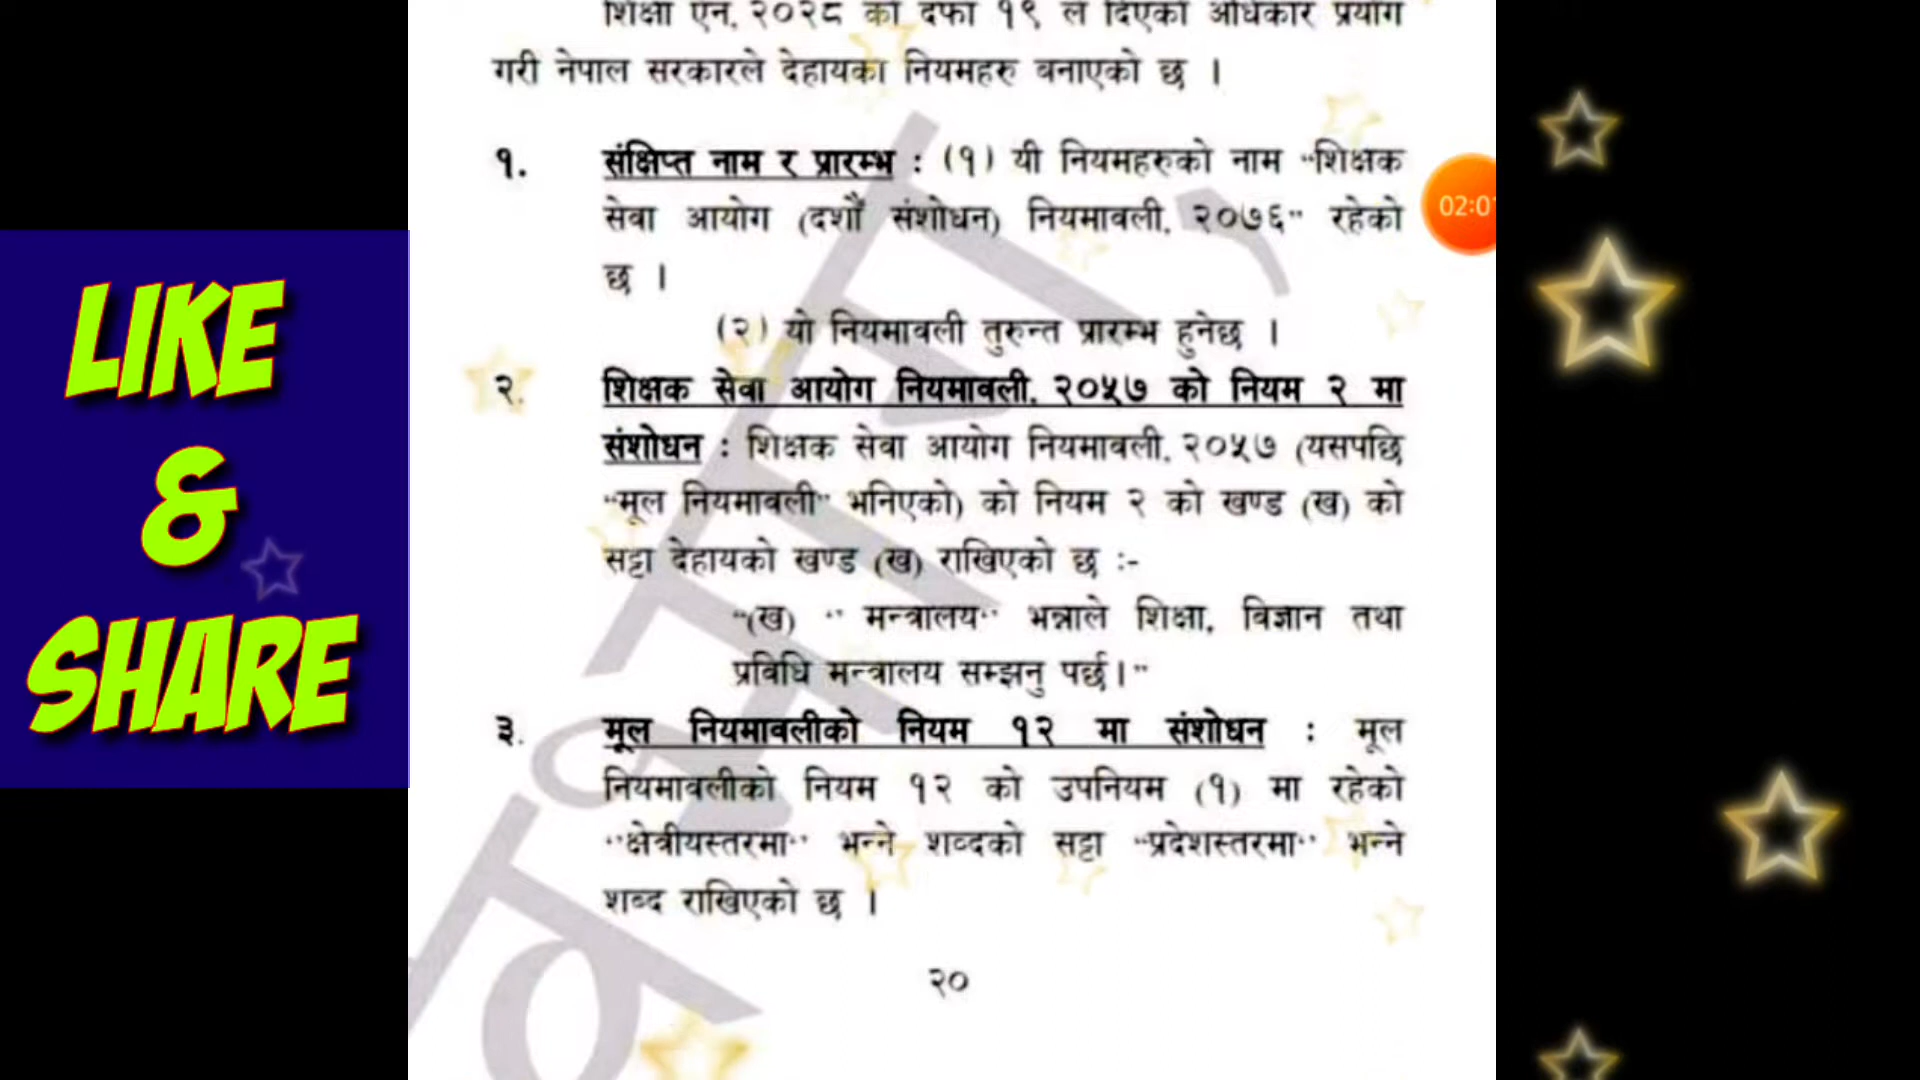 LIKE
&
SHARE
शिक्षा ऐन, २०२८ को दफा १९ ले दिएको अधिकार प्रयोग
गरी नेपाल सरकारले देहायका नियमहरु बनाएको छ ।
१. संक्षिप्त नाम र प्रारम्भ : (१) यी नियमहरुको नाम "शिक्षक
सेवा आयोग (दशौं संशोधन) नियमावली, २०७६" रहेको
छ ।
(२) यो नियमावली तुरुन्त प्रारम्भ हुनेछ ।
२. शिक्षक सेवा आयोग नियमावली, २०५७ को नियम २ मा
संशोधन : शिक्षक सेवा आयोग नियमावली, २०५७ (यसपछि
"मूल नियमावली" भनिएको) को नियम २ को खण्ड (ख) को
सट्टा देहायको खण्ड (ख) राखिएको छ :-
"(ख) " मन्त्रालय" भन्नाले शिक्षा, विज्ञान तथा
प्रविधि मन्त्रालय सम्झनु पर्छ।"
३. मूल नियमावलीको नियम १२ मा संशोधन : मूल
नियमावलीको नियम १२ को उपनियम (१) मा रहेको
"क्षेत्रीयस्तरमा" भन्ने शब्दको सट्टा "प्रदेशस्तरमा" भन्ने
शब्द राखिएको छ ।
२०